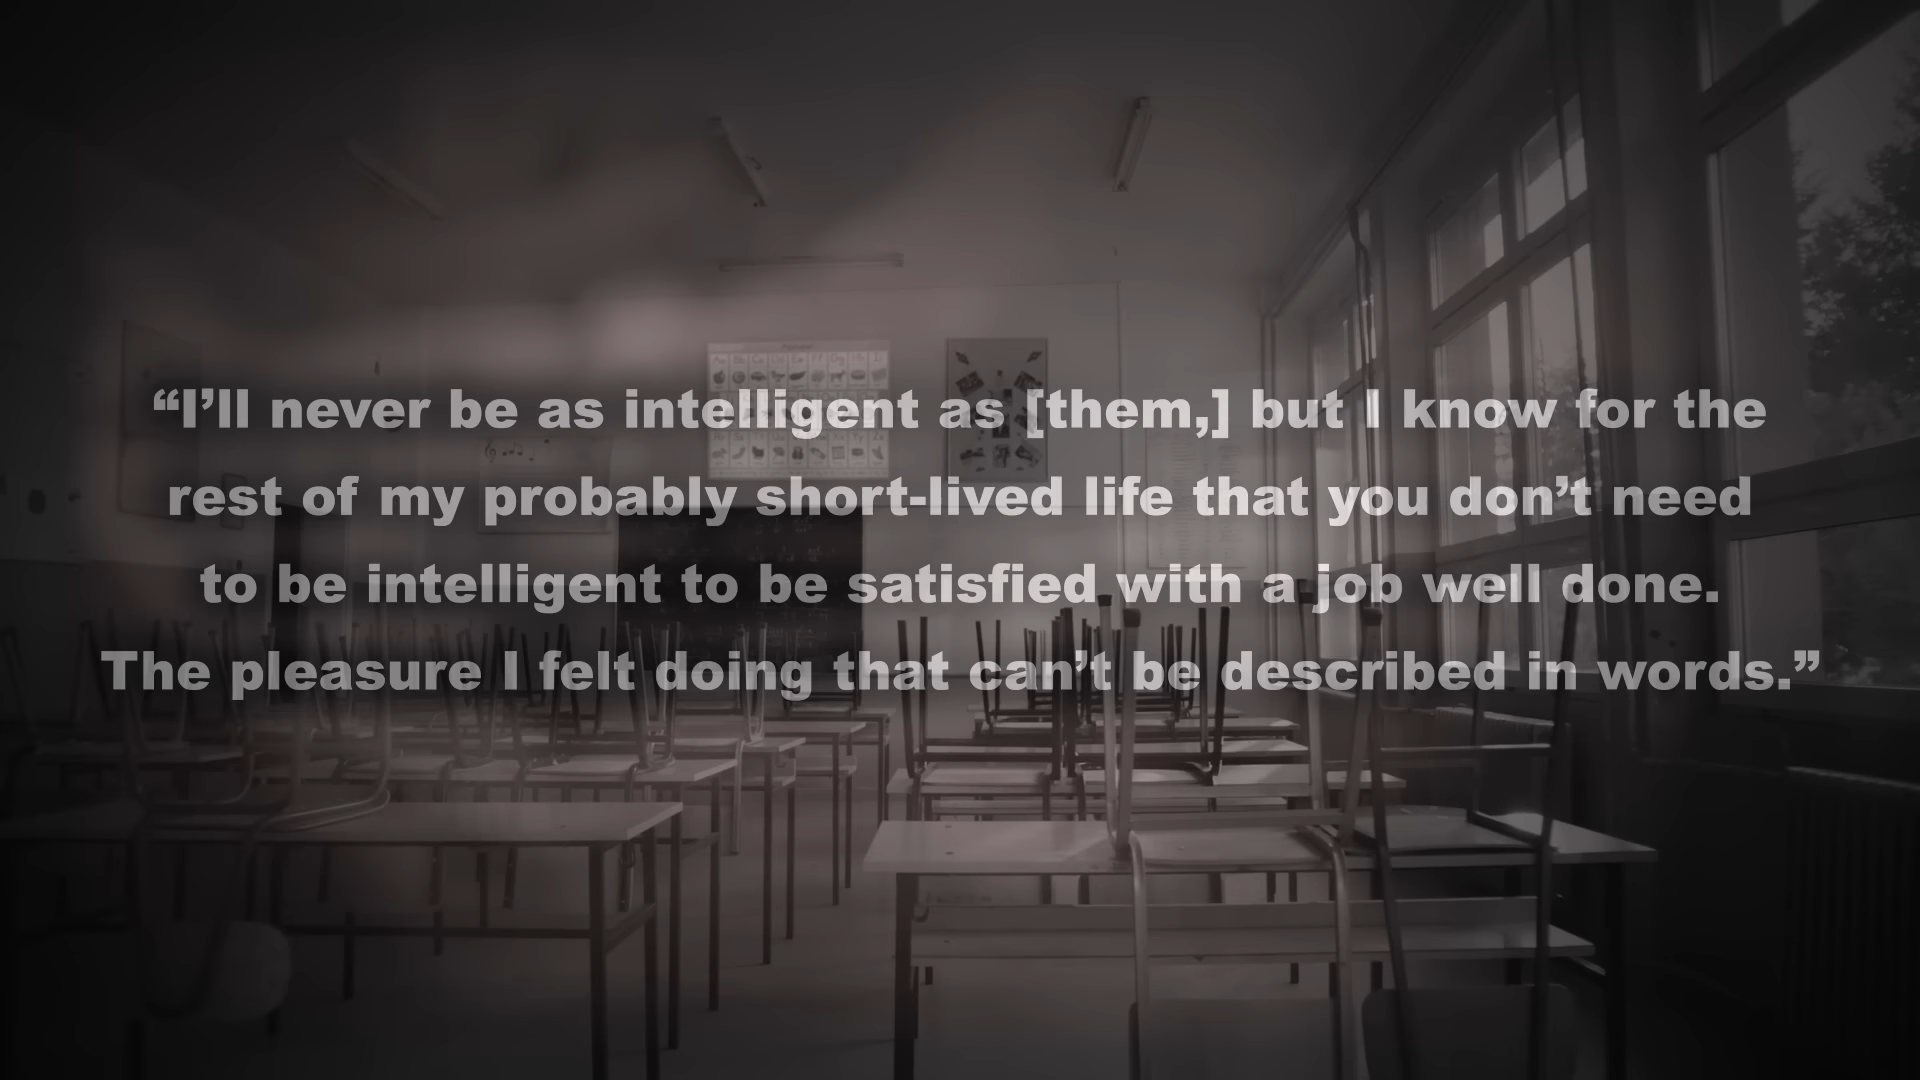 “I’ll never be as intelligent as [them,] but I know for the
rest of my probably short-lived life that you don’t need
to be intelligent to be satisfied with a job well done.
The pleasure I felt doing that can’t be described in words.”